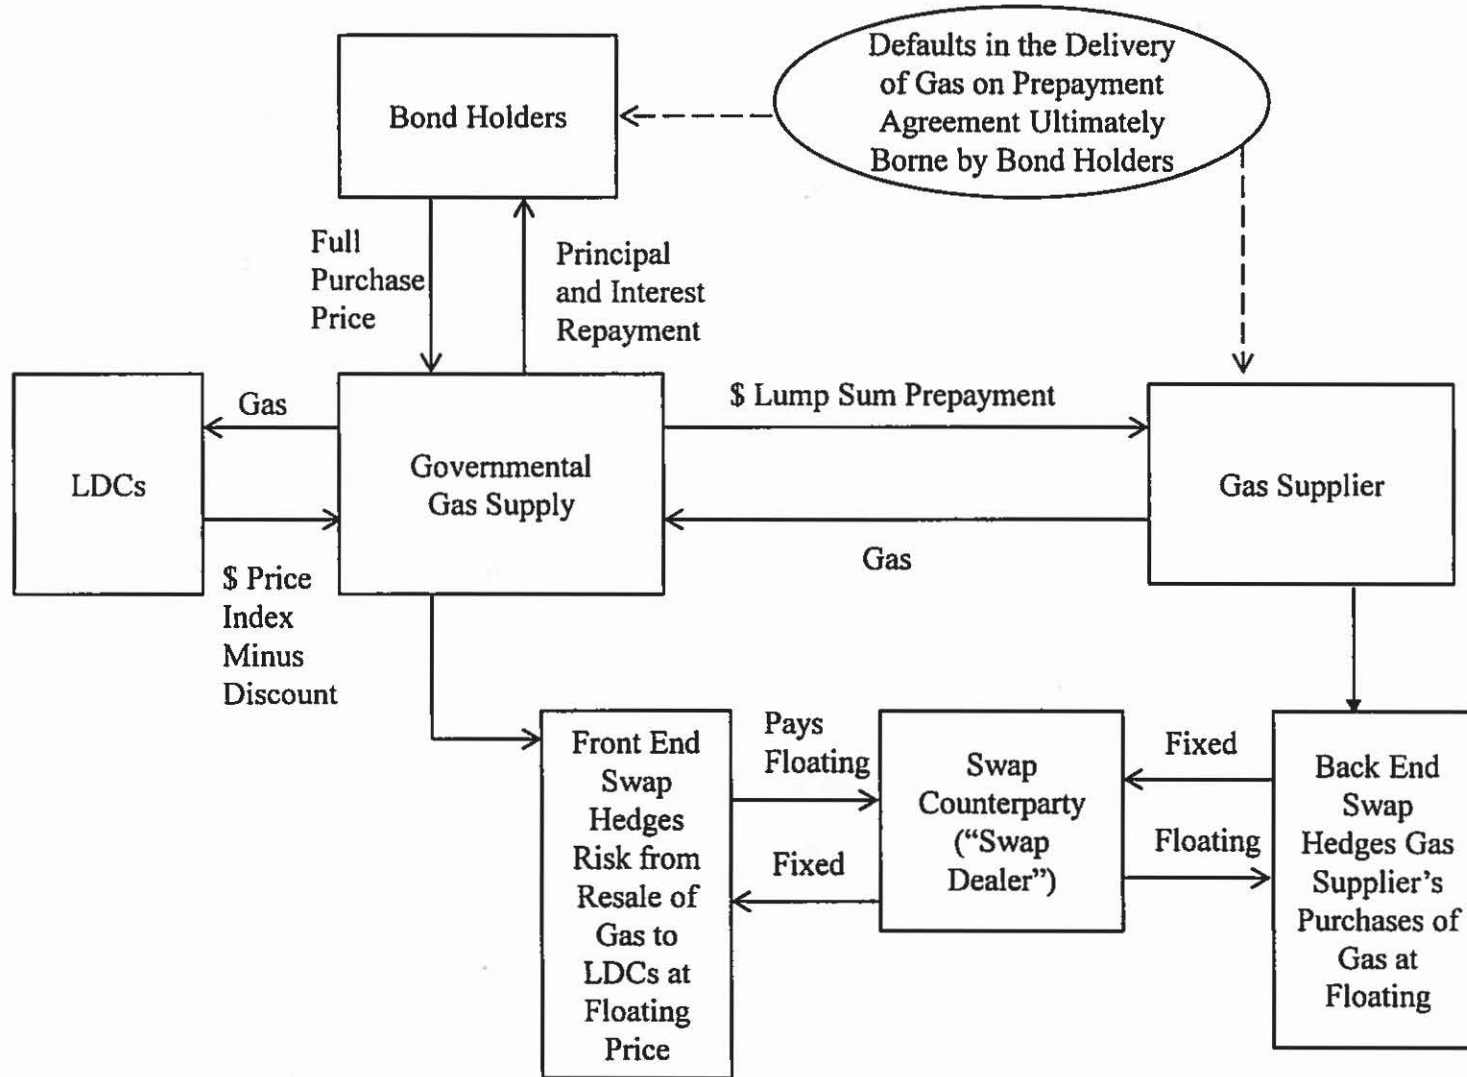 Bond Holders
Defaults in the Delivery
of Gas on Prepayment
Agreement Ultimately
Borne by Bond Holders
Full
Purchase
Price
Principal
and Interest
Repayment
LDCs
Gas
$ Price
Index
Minus
Discount
Governmental
Gas Supply
$ Lump Sum Prepayment
Gas
Gas Supplier
Front End
Swap
Hedges
Risk from
Resale of
Gas to
LDCs at
Floating
Price
Pays
Floating
Fixed
Swap
Counterparty
(“Swap
Dealer”)
Fixed
Floating
Back End
Swap
Hedges Gas
Supplier’s
Purchases of
Gas at
Floating